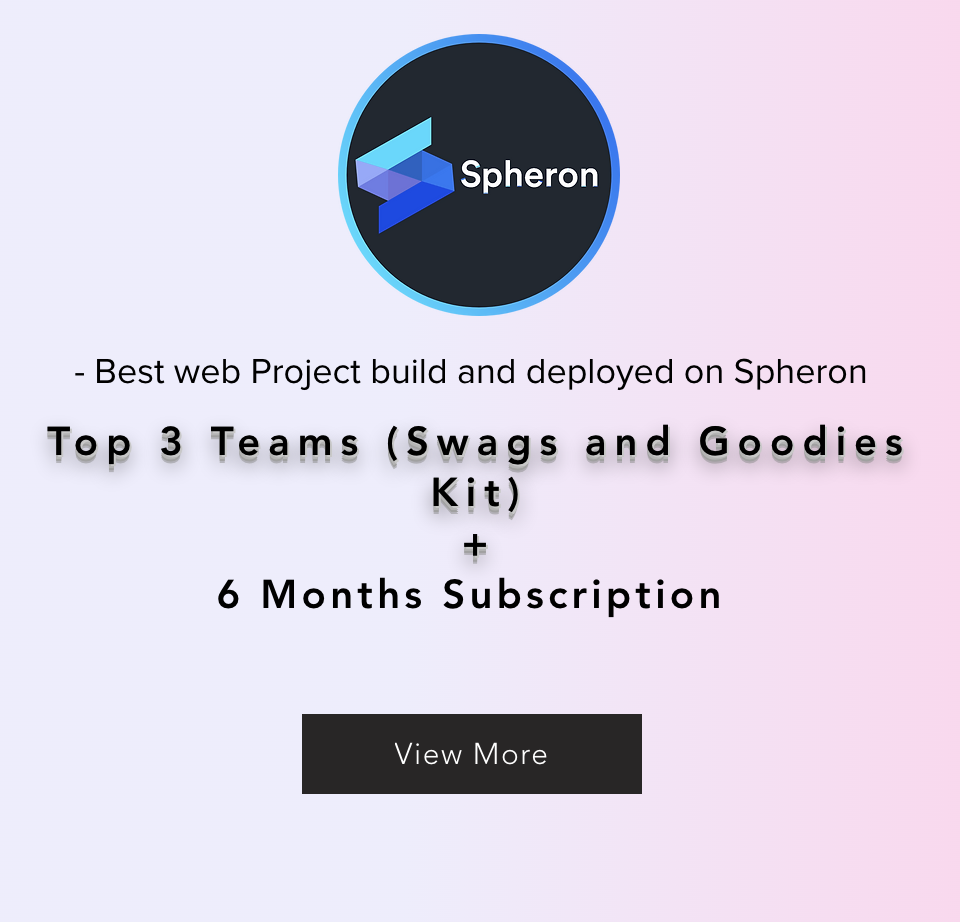 Spheron
- Best web Project build and deployed on Spheron
Top 3 Teams (Swags and Goodies
Kit)
+
6 Months Subscription
View More